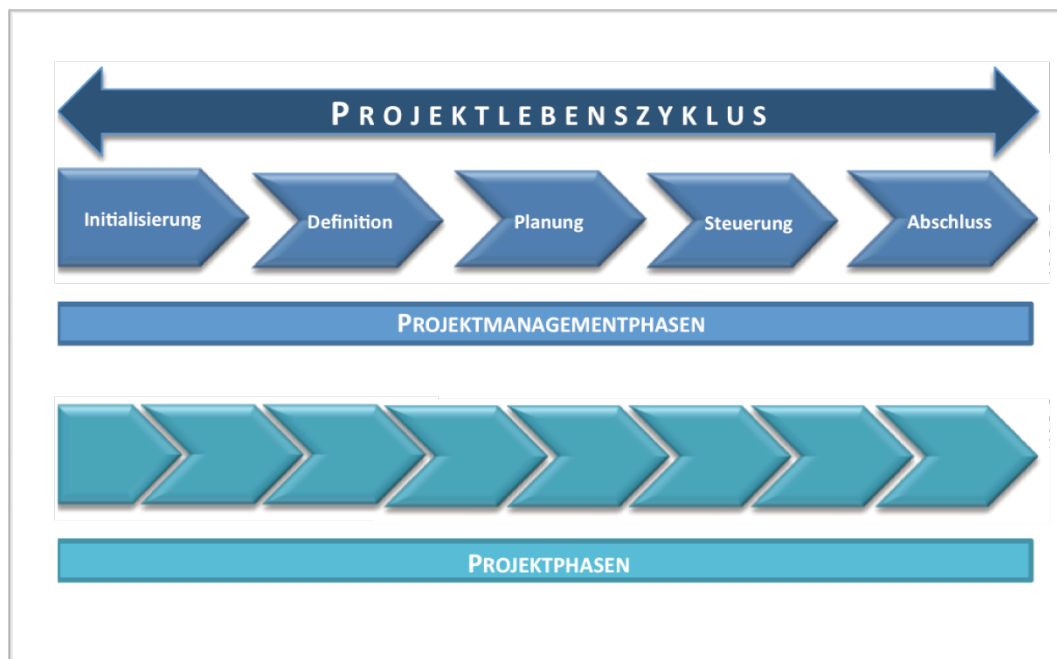 PROJEKTLEBENSZYKLUS
Initialisierung
Definition
Planung
Steuerung
Abschluss
PROJEKTMANAGEMENTPHASEN
PROJEKTPHASEN